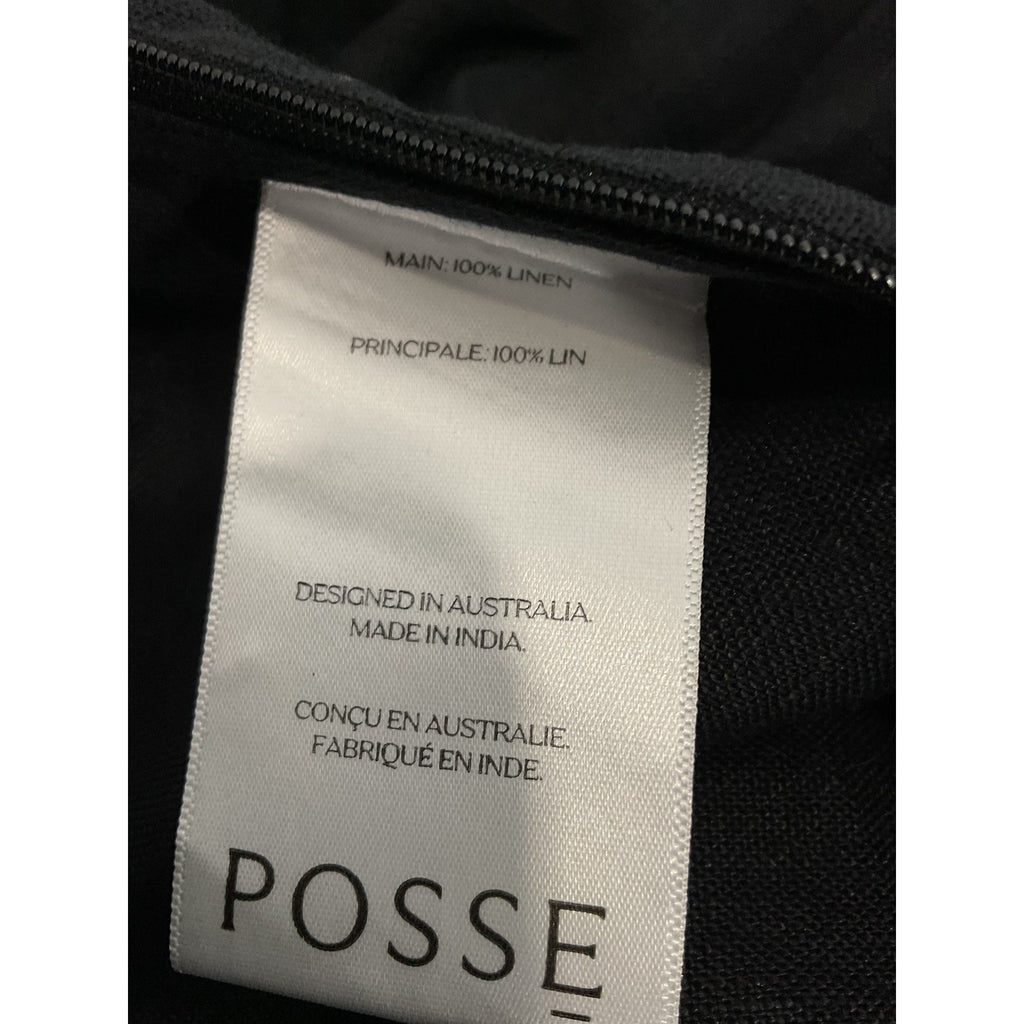 MAIN: 100% LINEN
PRINCIPALE: 100% LIN
DESIGNED IN AUSTRALIA.
MADE IN INDIA.
CONÇU EN AUSTRALIE.
FABRIQUÉ EN INDE.
POSSE